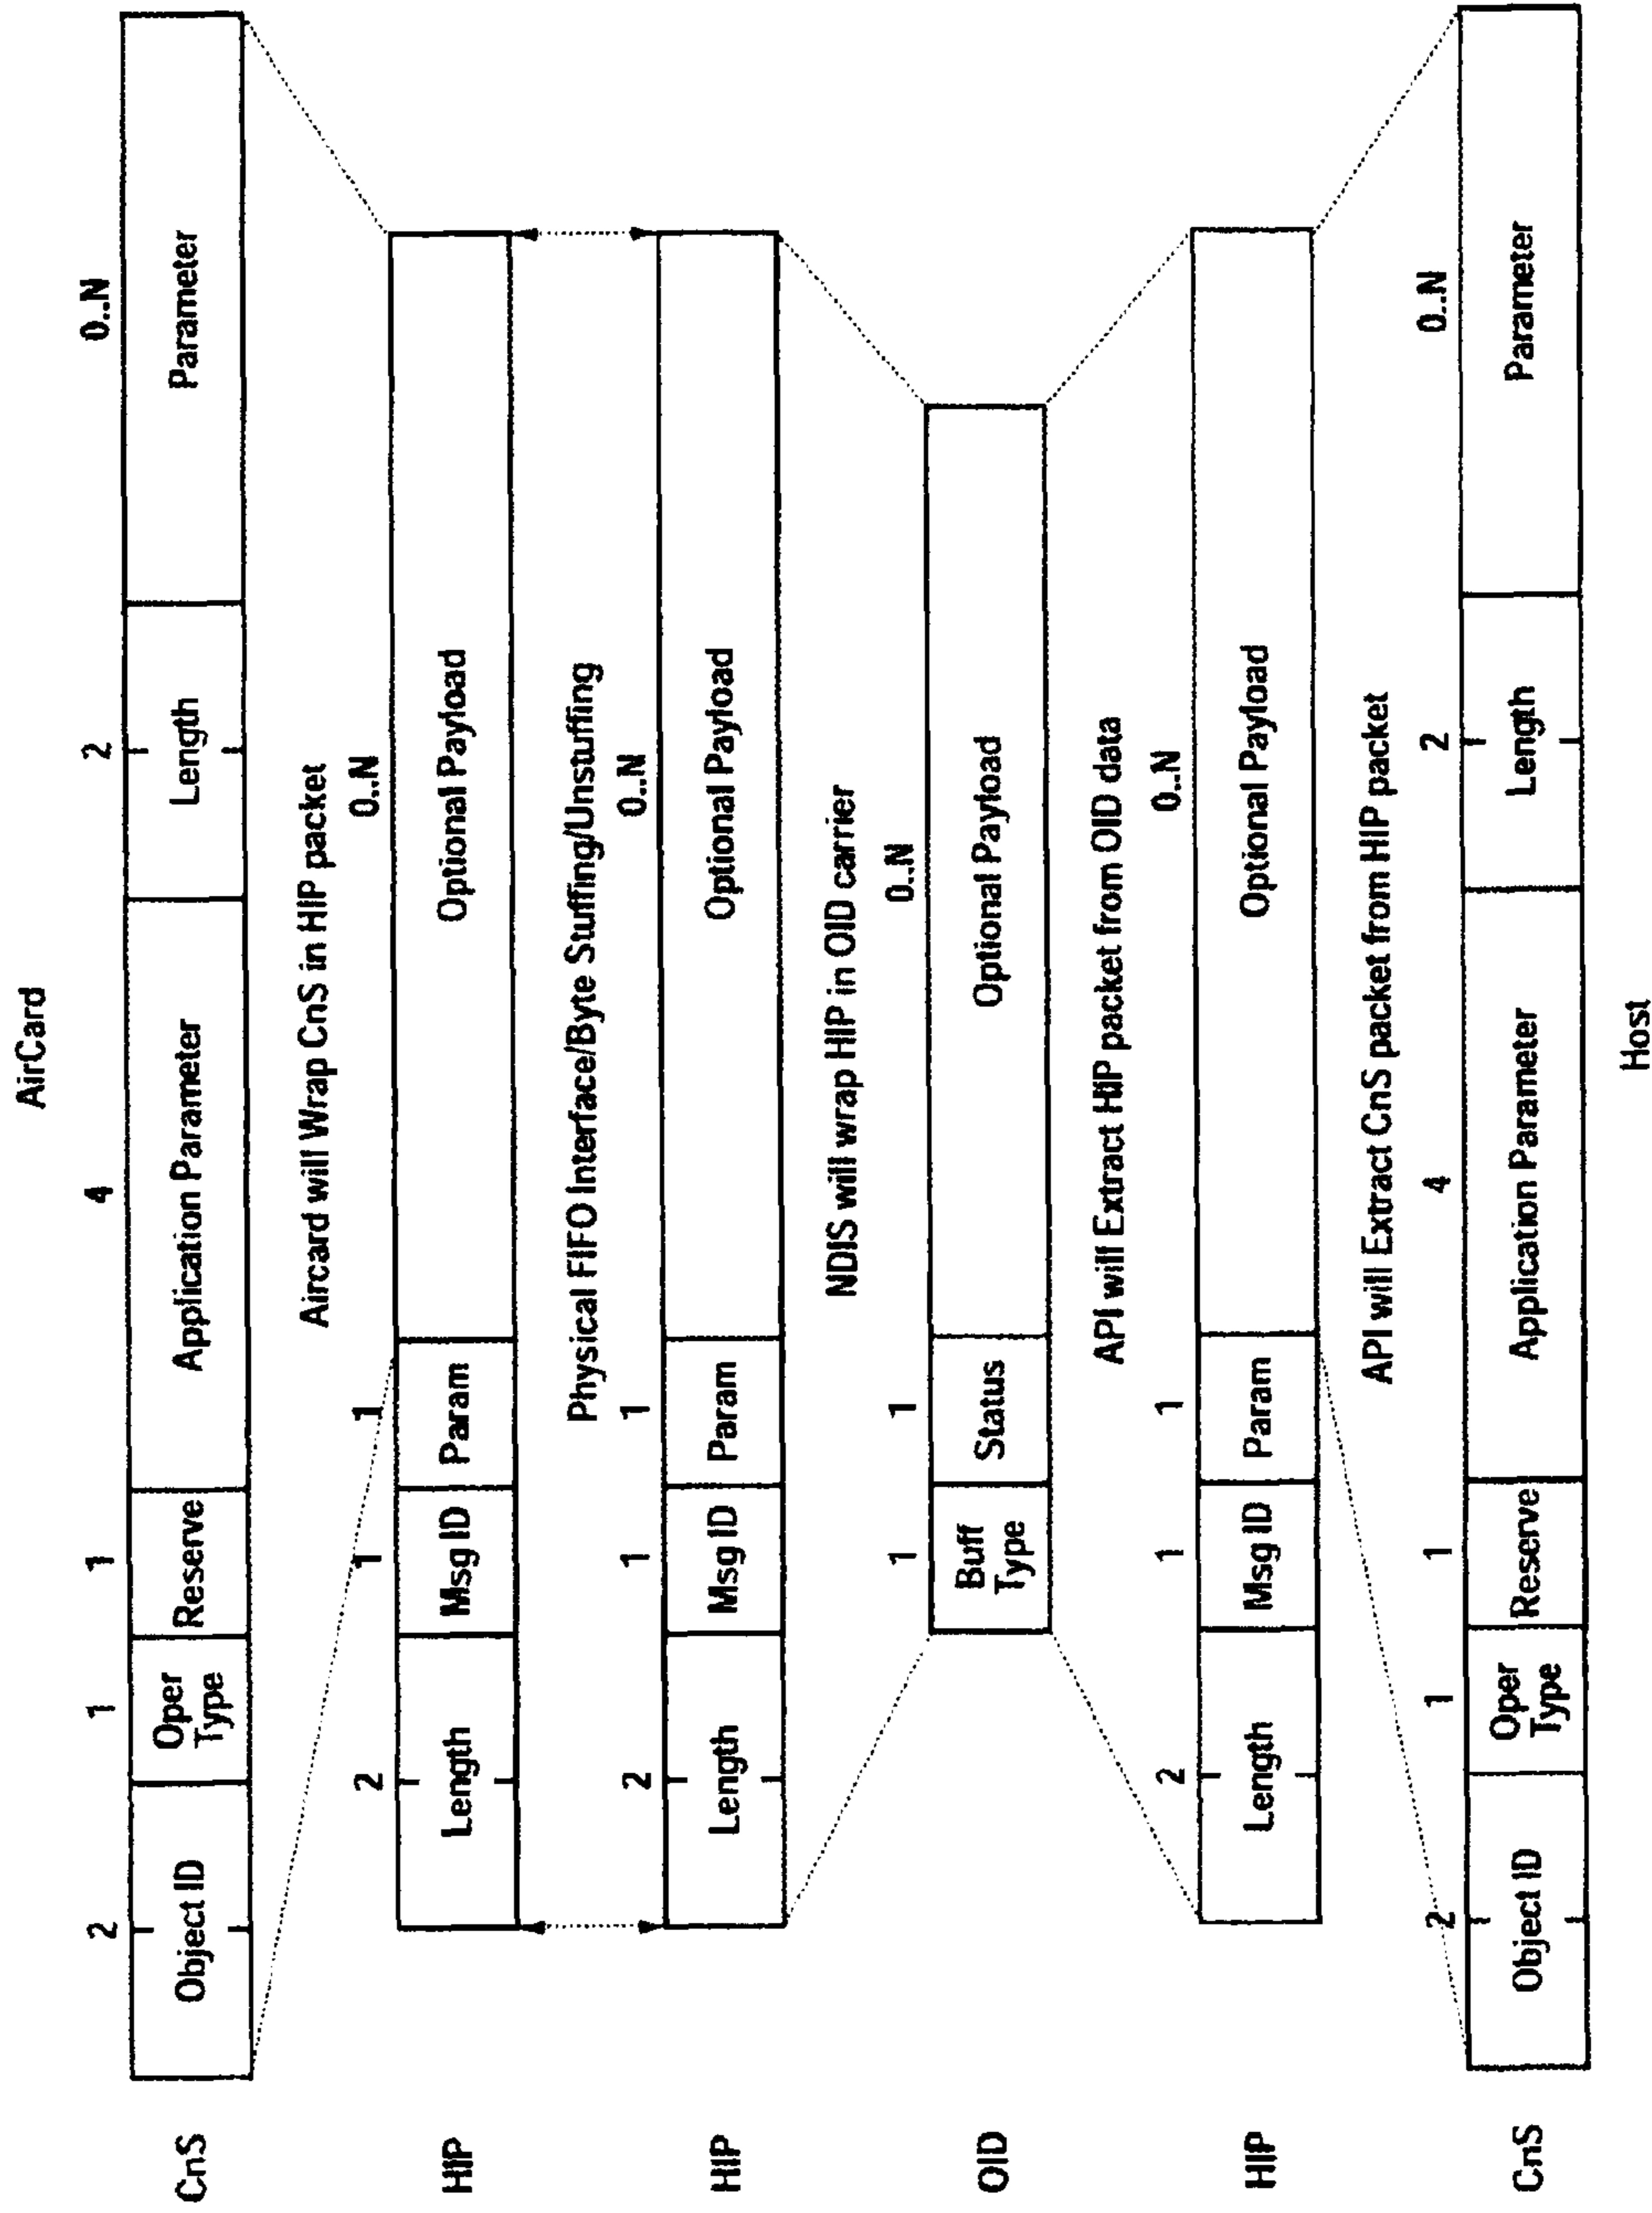 AirCard
2 1 1 4 2 0..N
CnS Object ID Oper Type Reserve Application Parameter Length Parameter
Aircard will Wrap CnS in HIP packet
2 1 1 0..N
HIP Length Msg ID Param Optional Payload
Physical FIFO Interface/Byte Stuffing/Unstuffing
2 1 1 0..N
HIP Length Msg ID Param Optional Payload
NDIS will wrap HIP in OID carrier
1 1 0..N
OID Buff Type Status Optional Payload
API will Extract HIP packet from OID data
2 1 1 0..N
HIP Length Msg ID Param Optional Payload
API will Extract CnS packet from HIP packet
2 1 1 4 2 0..N
CnS Object ID Oper Type Reserve Application Parameter Length Parameter
Host